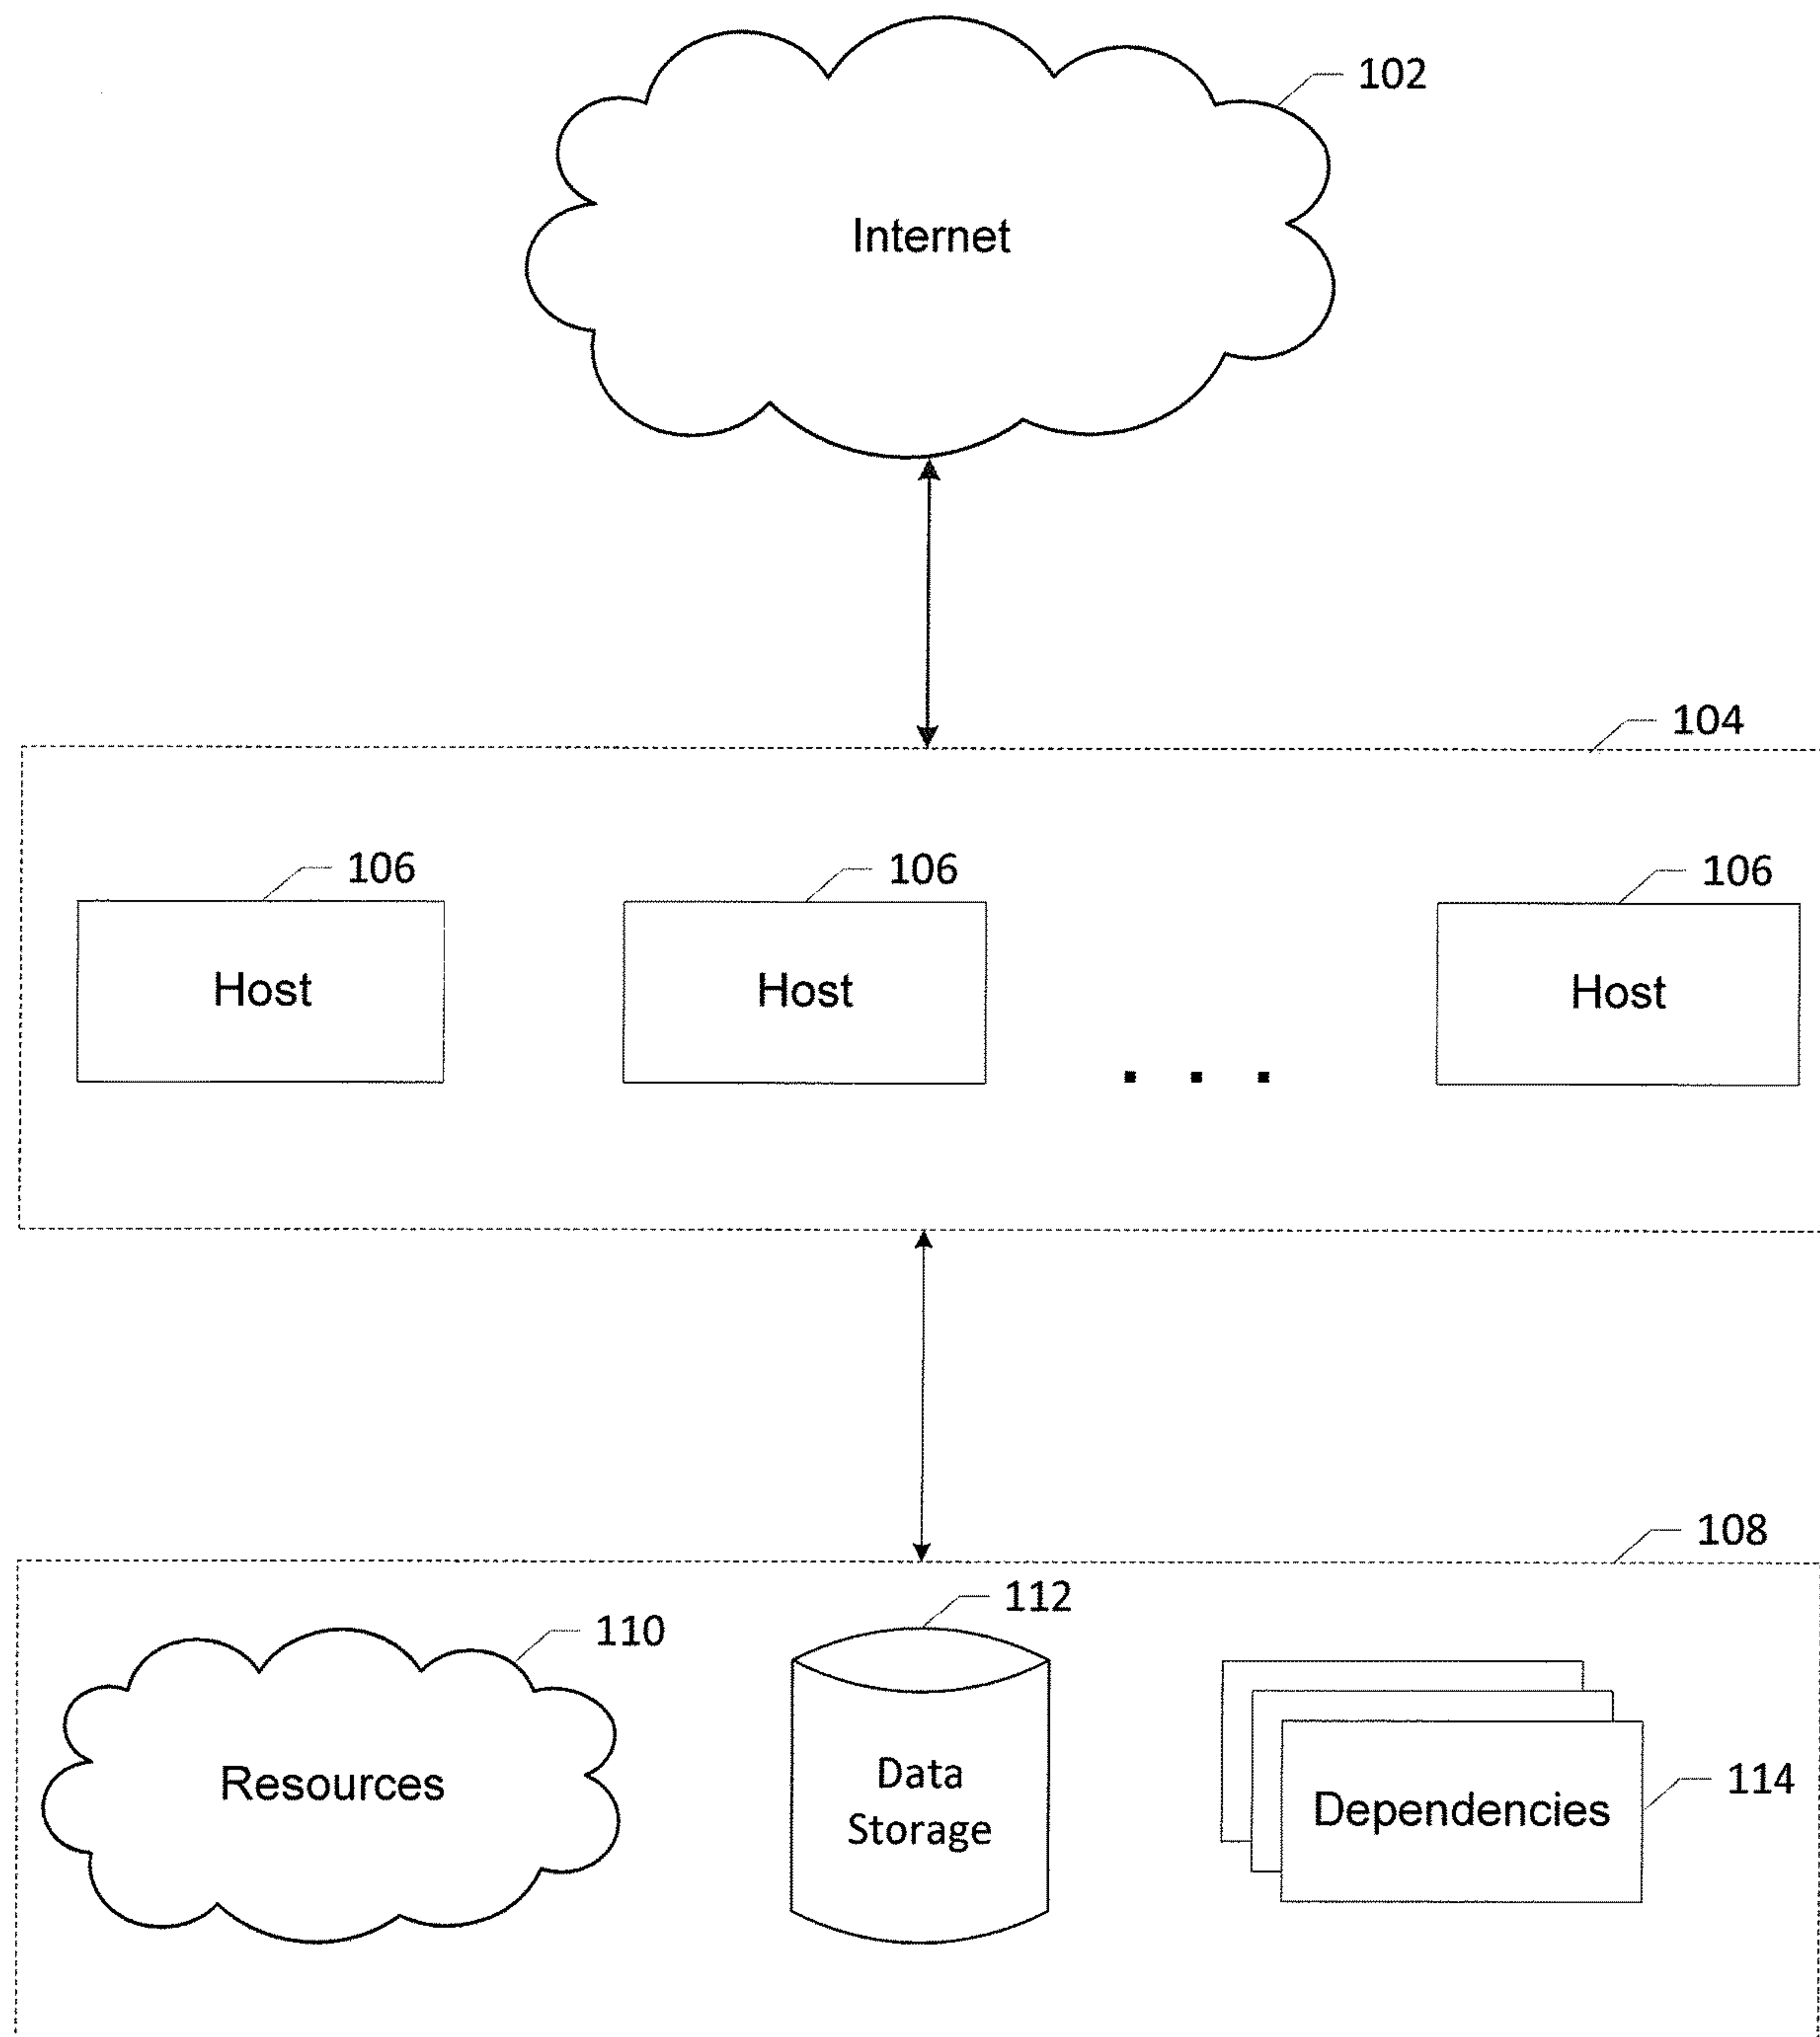 102
Internet
104
106
106
106
Host
Host
. . .
Host
108
112
110
Data
Storage
Resources
114
Dependencies